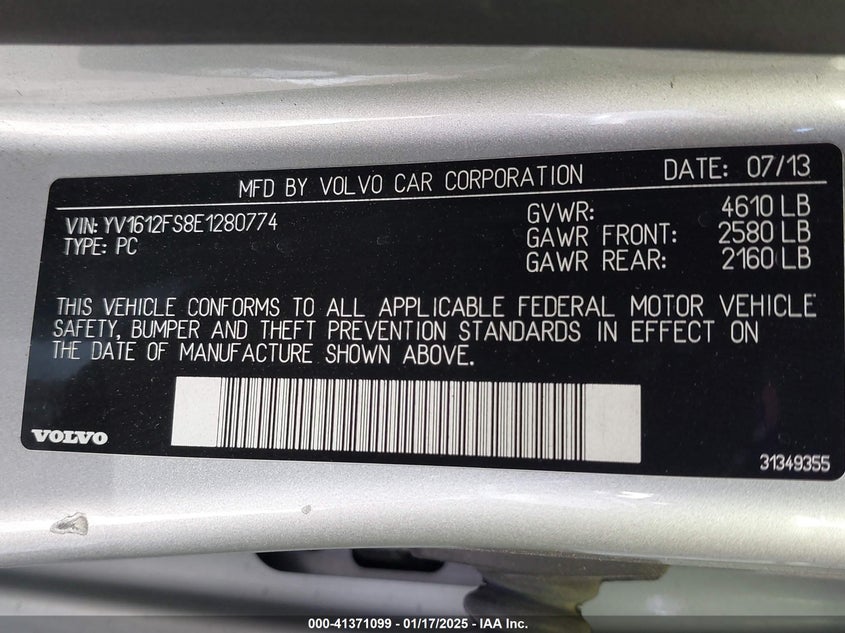 MFD BY VOLVO CAR CORPORATION DATE: 07/13
VIN: YV1612FS8E1280774 GVWR: 4610 LB
TYPE: PC GAWR FRONT: 2580 LB
GAWR REAR: 2160 LB
THIS VEHICLE CONFORMS TO ALL APPLICABLE FEDERAL MOTOR VEHICLE
SAFETY, BUMPER AND THEFT PREVENTION STANDARDS IN EFFECT ON
THE DATE OF MANUFACTURE SHOWN ABOVE.
VOLVO
31349355
000-41371099 — 01/17/2025 — IAA Inc.